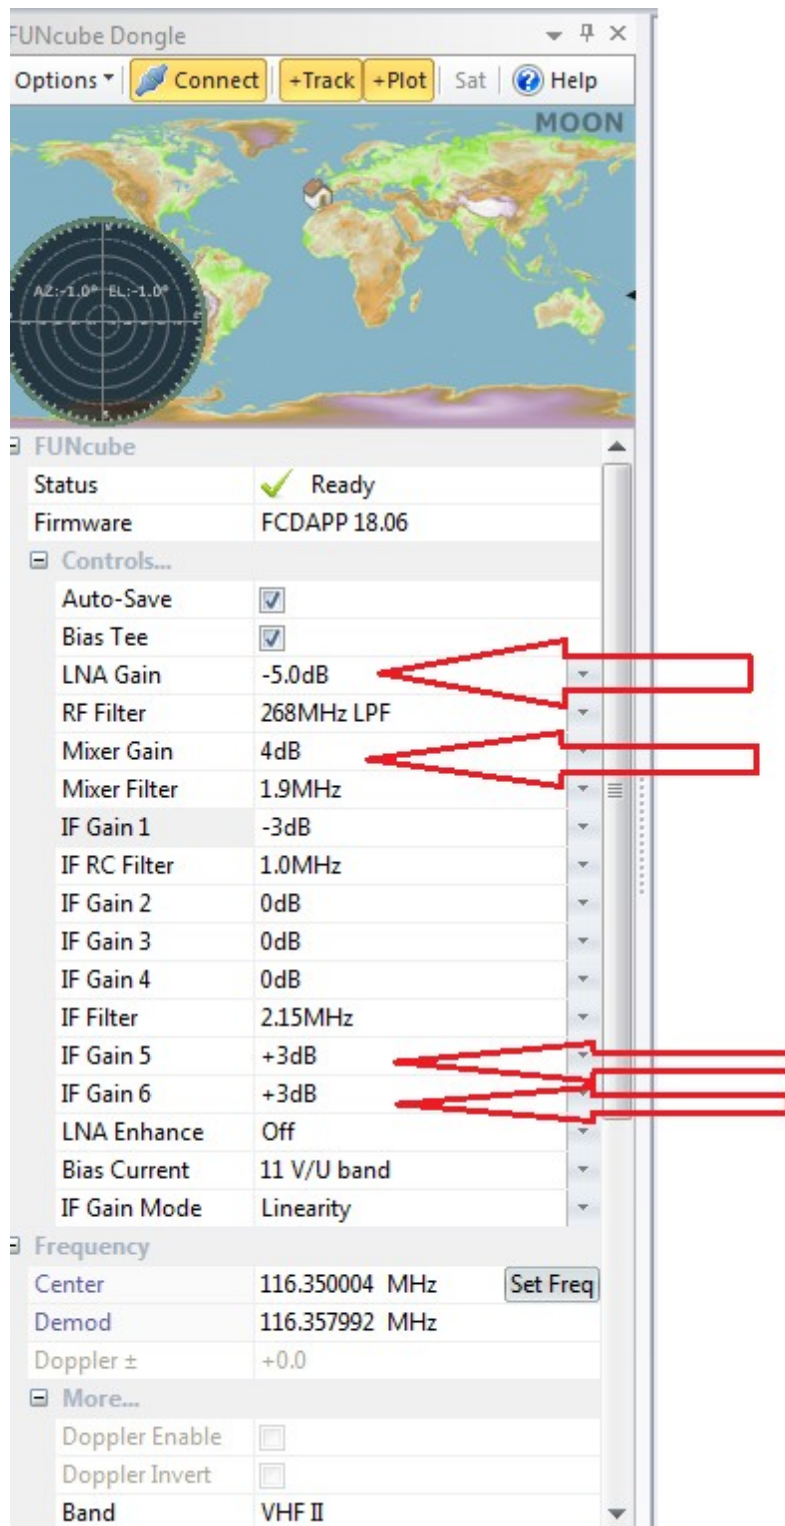 FUNcube Dongle
Options Connect +Track +Plot Sat Help
MOON
AZ:-1.0° EL:-1.0°
FUNcube
Status Ready
Firmware FCDAPP 18.06
Controls...
Auto-Save
Bias Tee
LNA Gain -5.0dB
RF Filter 268MHz LPF
Mixer Gain 4dB
Mixer Filter 1.9MHz
IF Gain 1 -3dB
IF RC Filter 1.0MHz
IF Gain 2 0dB
IF Gain 3 0dB
IF Gain 4 0dB
IF Filter 2.15MHz
IF Gain 5 +3dB
IF Gain 6 +3dB
LNA Enhance Off
Bias Current 11 V/U band
IF Gain Mode Linearity
Frequency
Center 116.350004 MHz Set Freq
Demod 116.357992 MHz
Doppler ± +0.0
More...
Doppler Enable
Doppler Invert
Band VHF II